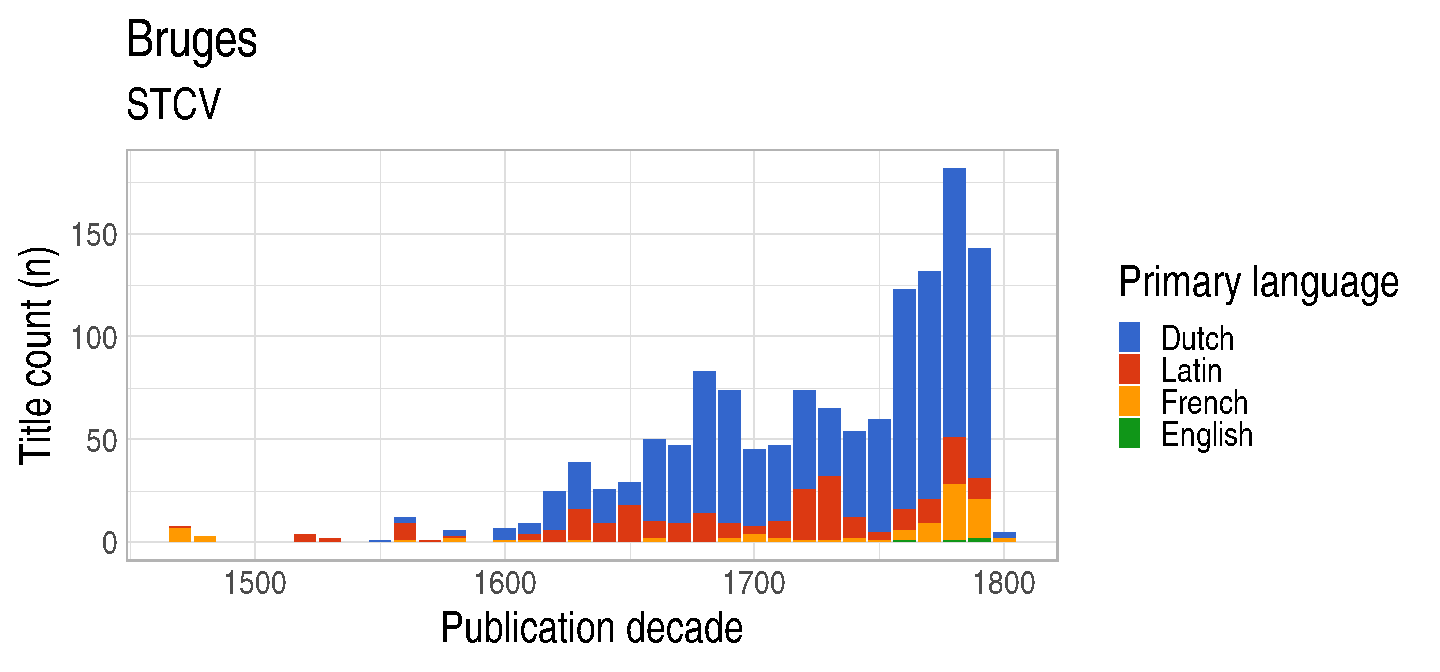 Bruges
STCV
Title count (n)
150
100
50
0
1500 1600 1700 1800
Publication decade
Primary language
Dutch
Latin
French
English